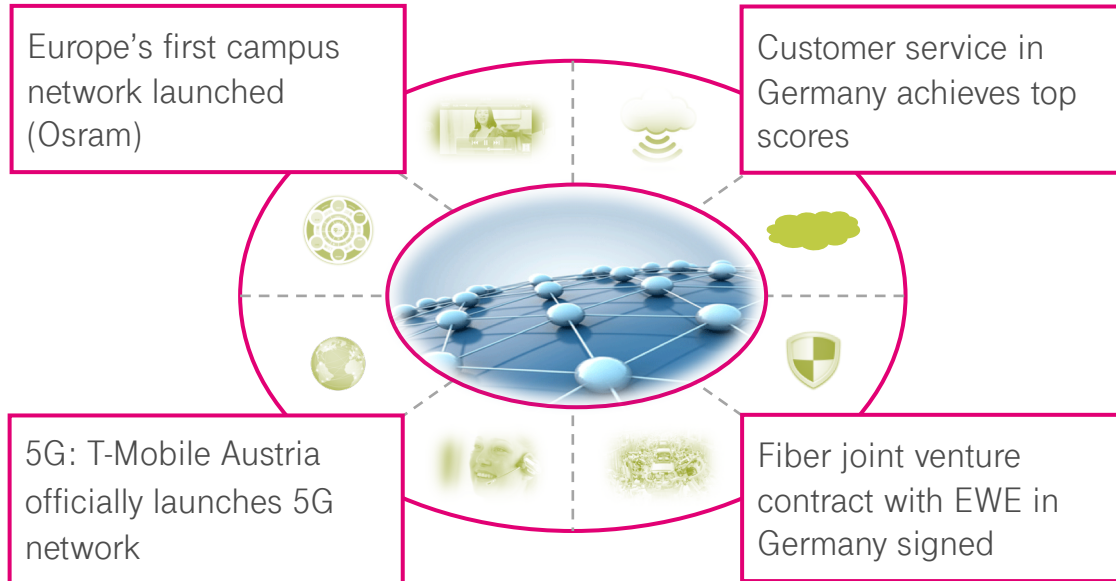 Europe’s first campus
network launched
(Osram)
Customer service in
Germany achieves top
scores
5G: T-Mobile Austria
officially launches 5G
network
Fiber joint venture
contract with EWE in
Germany signed